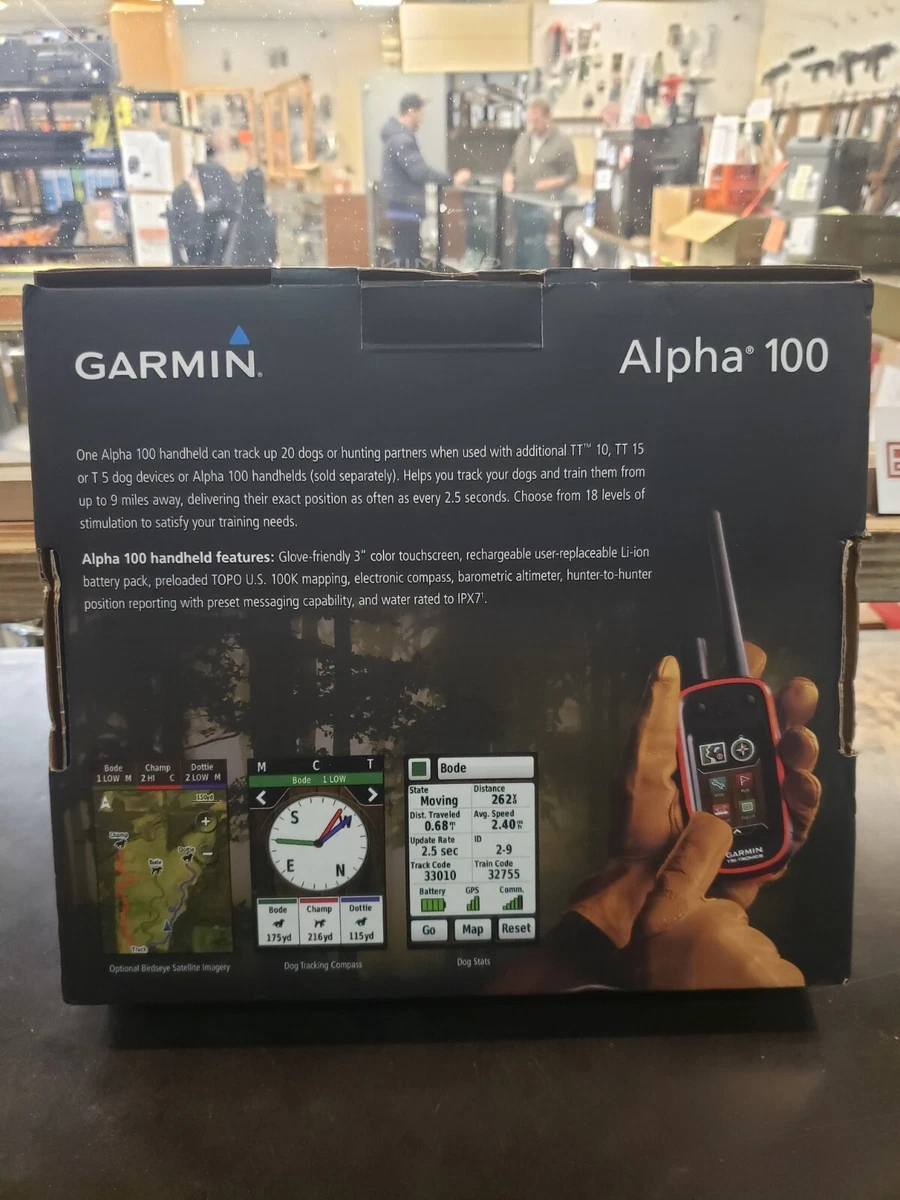 GARMIN®
Alpha® 100
One Alpha 100 handheld can track up 20 dogs or hunting partners when used with additional TT™ 10, TT 15
or T 5 dog devices or Alpha 100 handhelds (sold separately). Helps you track your dogs and train them from
up to 9 miles away, delivering their exact position as often as every 2.5 seconds. Choose from 18 levels of
stimulation to satisfy your training needs.
Alpha 100 handheld features: Glove-friendly 3" color touchscreen, rechargeable user-replaceable Li-ion
battery pack, preloaded TOPO U.S. 100K mapping, electronic compass, barometric altimeter, hunter-to-hunter
position reporting with preset messaging capability, and water rated to IPX7¹.
Bode Champ Dottie
1 LOW M 2 HI C 2 LOW M
150yd
Champ
Bode
Dottie
Truck
Optional Birdseye Satellite Imagery
M C T
Bode 1 LOW
S
W
E
N
Bode Champ Dottie
175yd 216yd 115yd
Dog Tracking Compass
Bode
State Distance
Moving 262
Dist. Traveled Avg. Speed
0.68 2.40
Update Rate ID
2.5 sec 2-9
Track Code Train Code
33010 32755
Battery GPS Comm.
Go Map Reset
Dog Stats
GARMIN
TRI-TRONICS